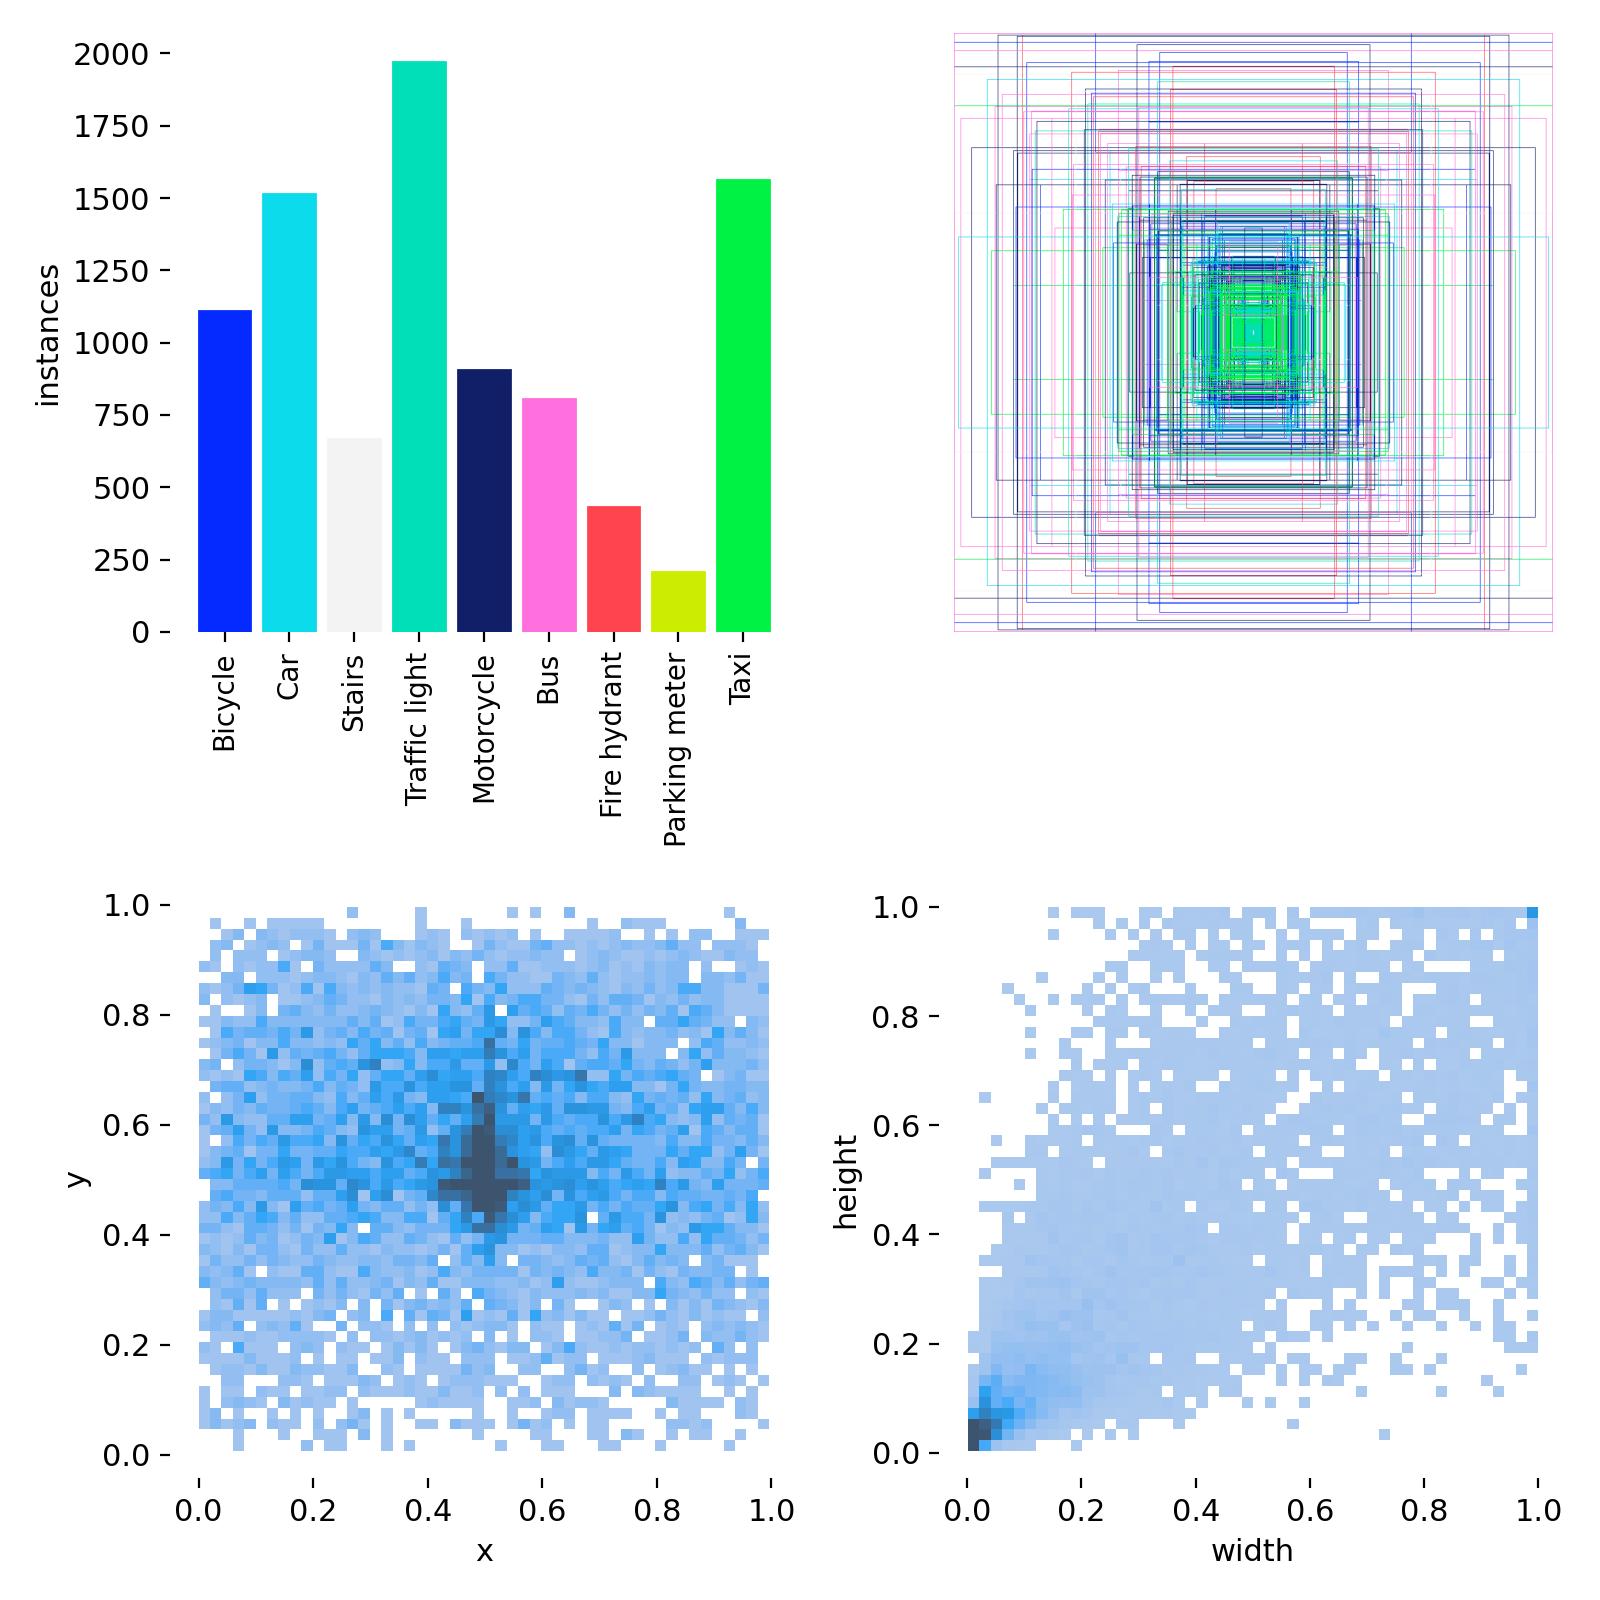 2000
1750
1500
1250
1000
750
500
250
0
instances
Bicycle
Car
Stairs
Traffic light
Motorcycle
Bus
Fire hydrant
Parking meter
Taxi
1.0
0.8
0.6
0.4
0.2
0.0
y
0.0 0.2 0.4 0.6 0.8 1.0
x
1.0
0.8
0.6
0.4
0.2
0.0
height
0.0 0.2 0.4 0.6 0.8 1.0
width